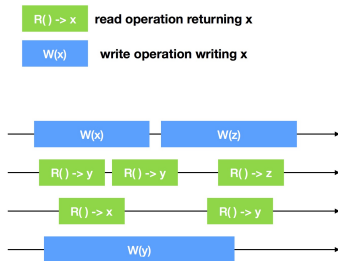 R( ) -> x read operation returning x
W(x) write operation writing x
W(x) W(z)
R( ) -> y R( ) -> y R( ) -> z
R( ) -> x R( ) -> y
W(y)